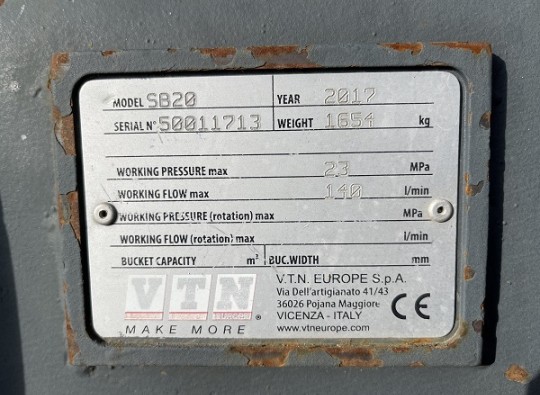 MODEL SB20 YEAR 2017
SERIAL N° 50011713 WEIGHT 1654 kg
WORKING PRESSURE max 23 MPa
WORKING FLOW max 140 l/min
WORKING PRESSURE (rotation) max MPa
WORKING FLOW (rotation) max l/min
BUCKET CAPACITY m² BUC.WIDTH mm
VTN
MAKE MORE
®
V.T.N. EUROPE S.p.A.
Via Dell'artigianato 41/43
36026 Pojana Maggiore
VICENZA - ITALY
www.vtneurope.com
CE